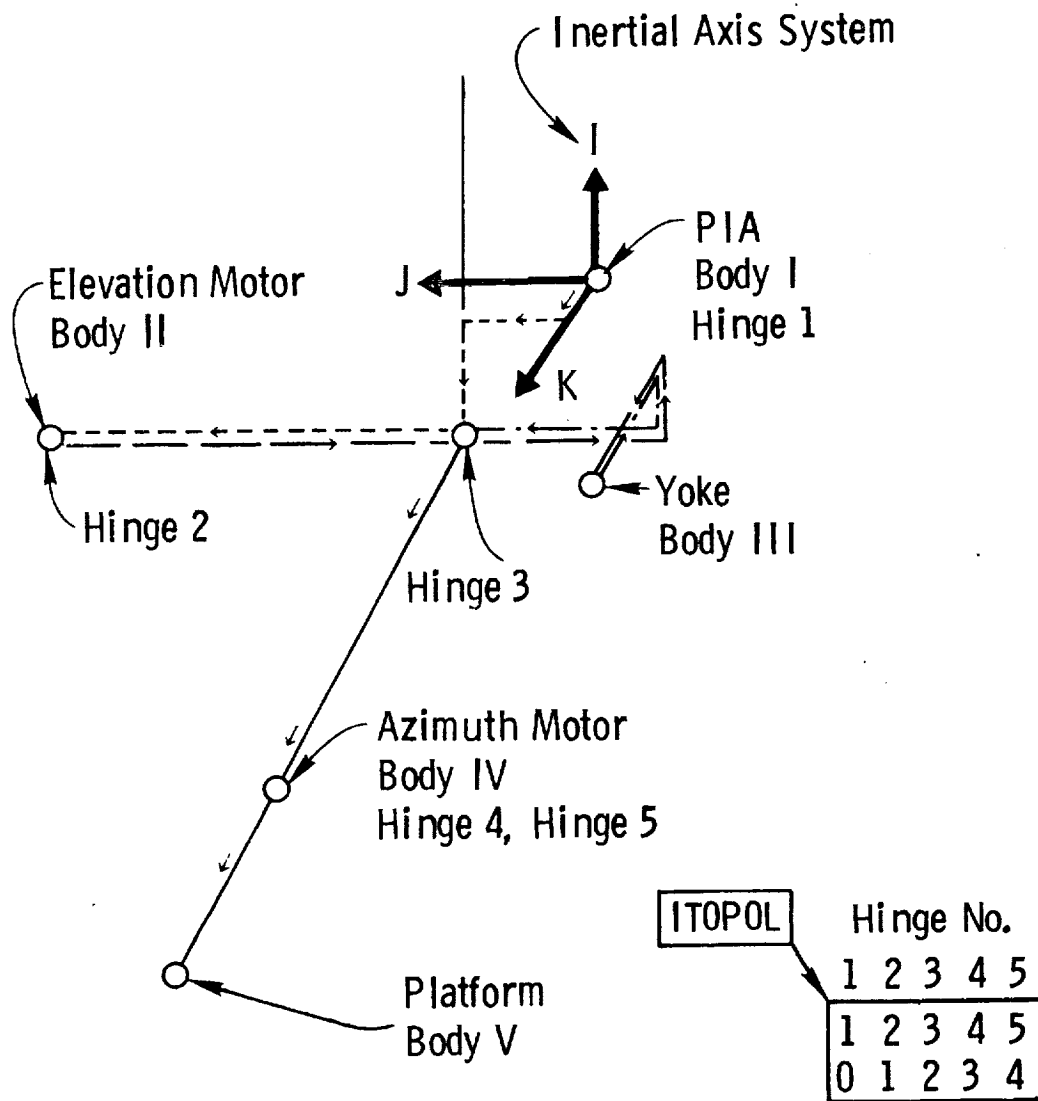 Inertial Axis System
I
PIA
Body I
Hinge 1
J
Elevation Motor
Body II
K
Hinge 2
Yoke
Body III
Hinge 3
Azimuth Motor
Body IV
Hinge 4, Hinge 5
Platform
Body V
ITOPOL
Hinge No.
1 2 3 4 5
1 2 3 4 5
0 1 2 3 4